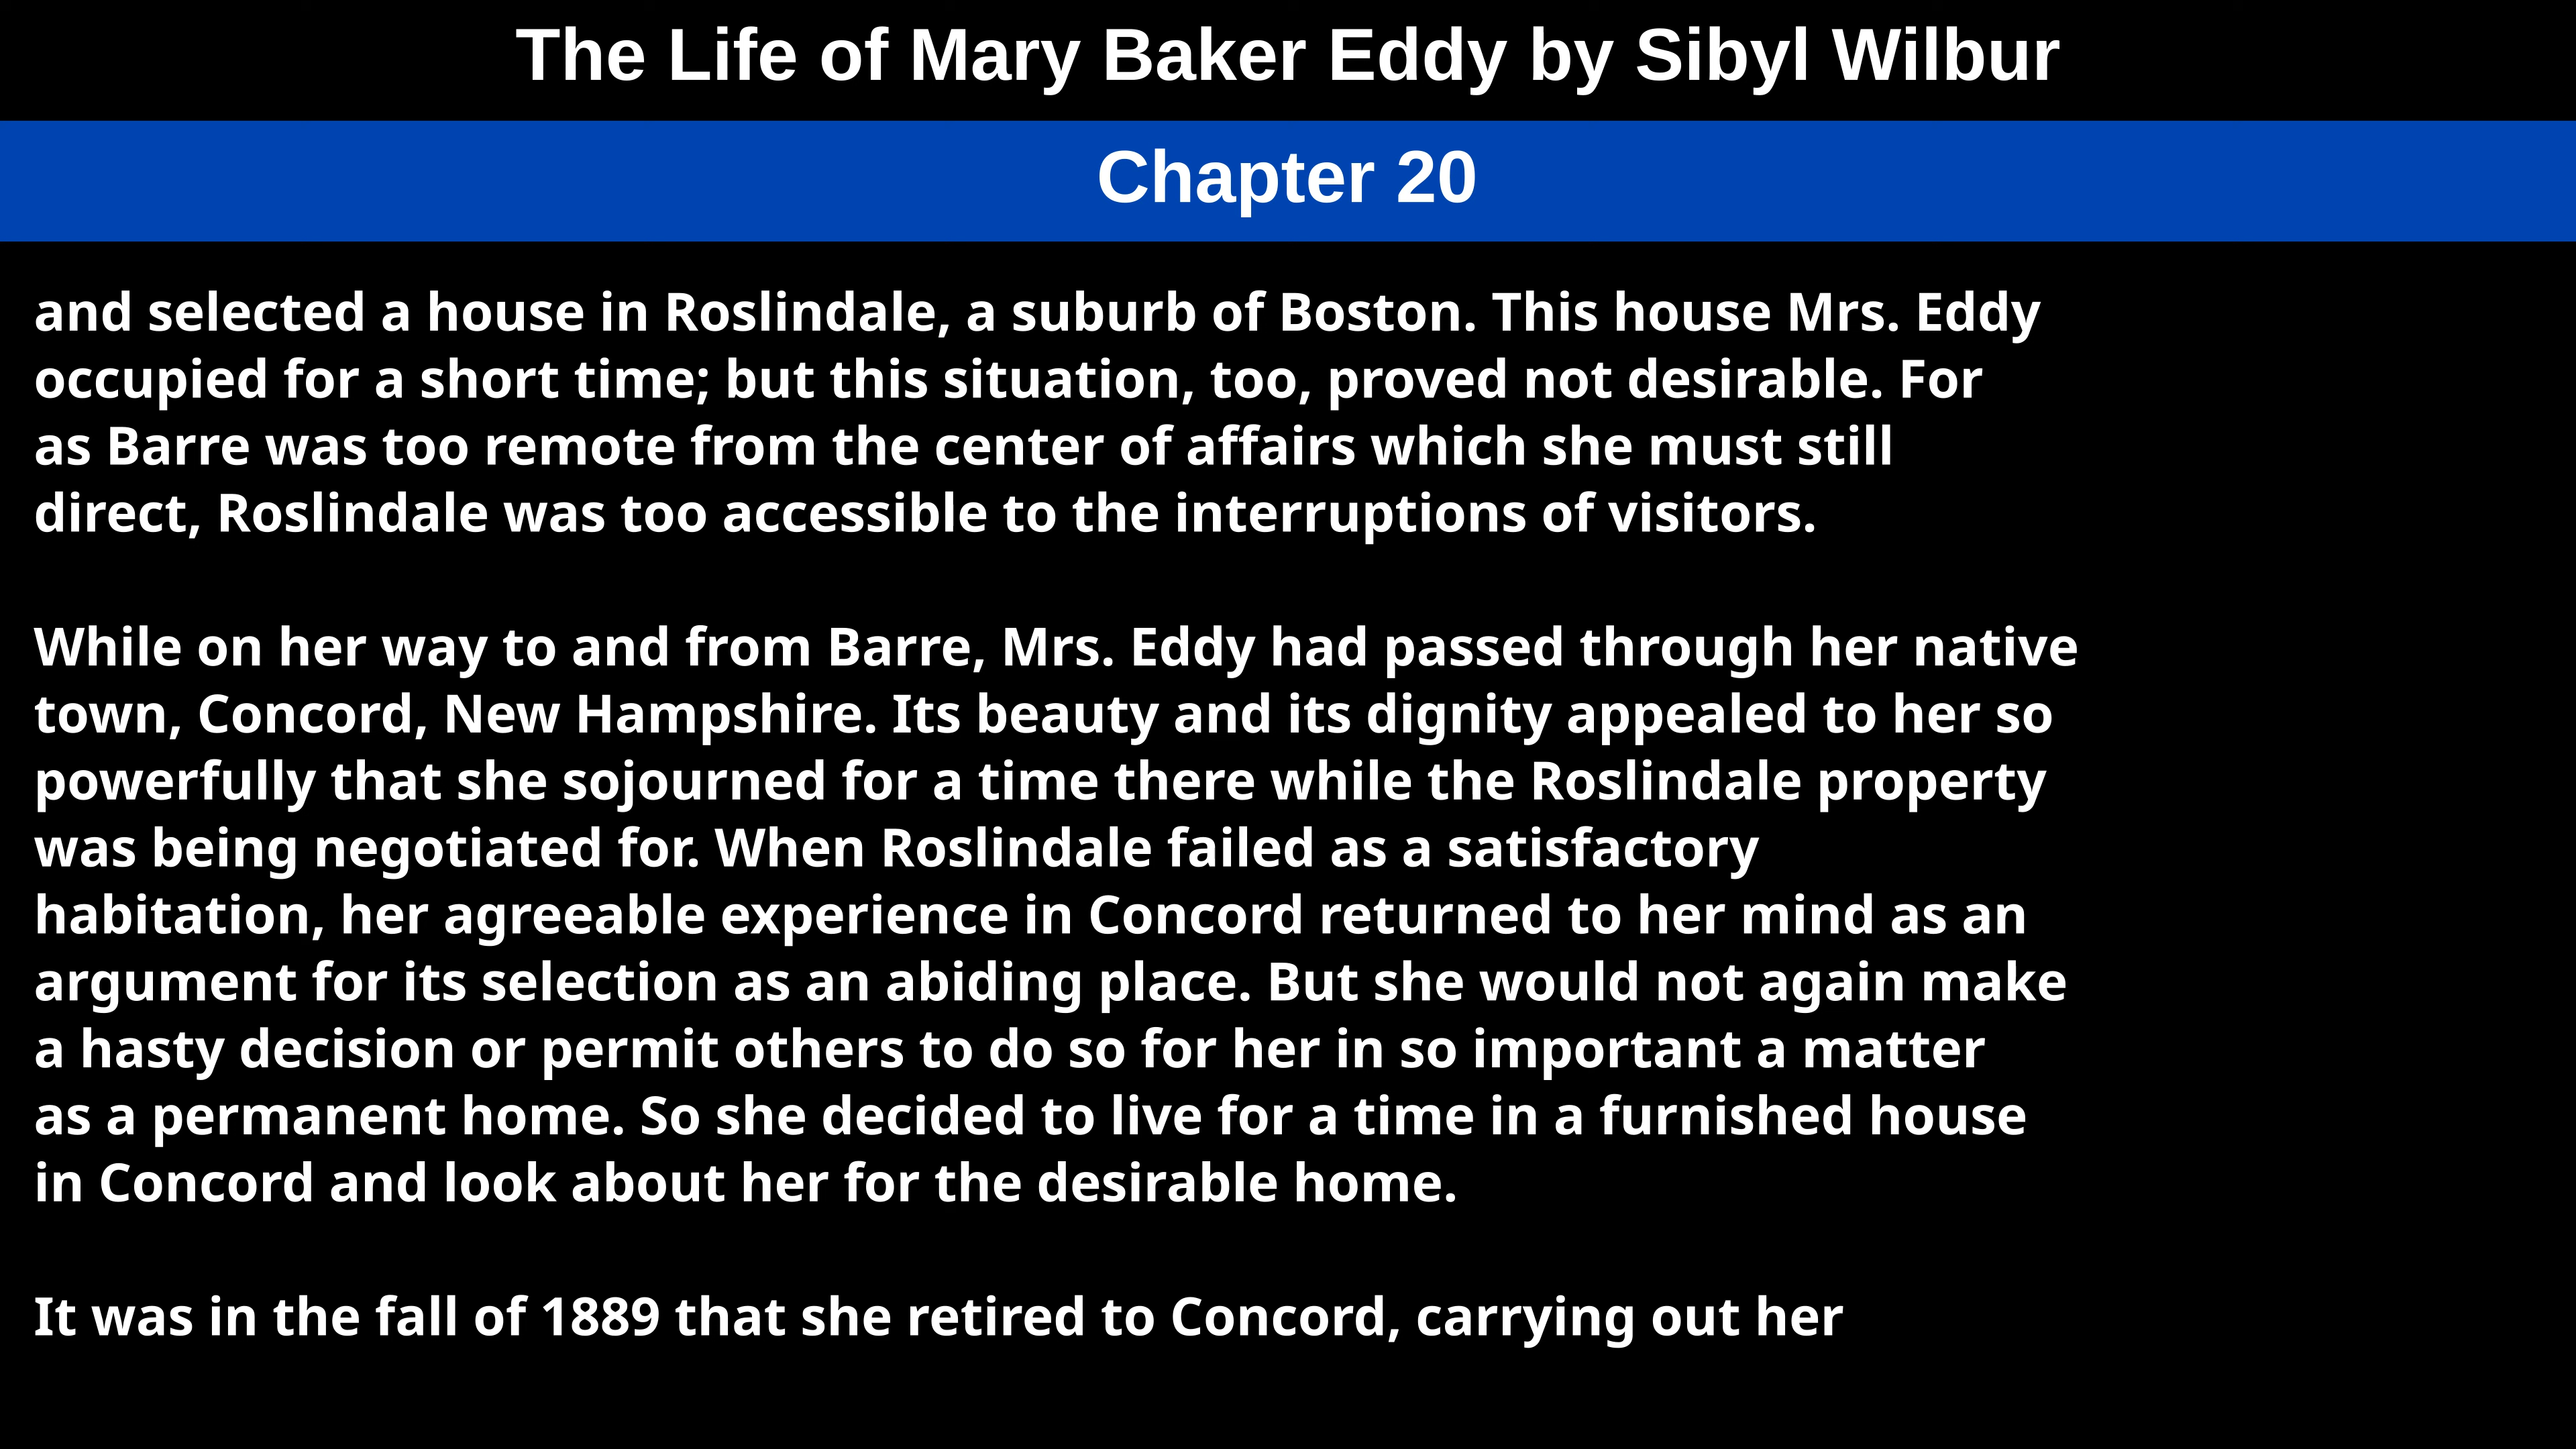 The Life of Mary Baker Eddy by Sibyl Wilbur
Chapter 20
and selected a house in Roslindale, a suburb of Boston. This house Mrs. Eddy
occupied for a short time; but this situation, too, proved not desirable. For
as Barre was too remote from the center of affairs which she must still
direct, Roslindale was too accessible to the interruptions of visitors.
While on her way to and from Barre, Mrs. Eddy had passed through her native
town, Concord, New Hampshire. Its beauty and its dignity appealed to her so
powerfully that she sojourned for a time there while the Roslindale property
was being negotiated for. When Roslindale failed as a satisfactory
habitation, her agreeable experience in Concord returned to her mind as an
argument for its selection as an abiding place. But she would not again make
a hasty decision or permit others to do so for her in so important a matter
as a permanent home. So she decided to live for a time in a furnished house
in Concord and look about her for the desirable home.
It was in the fall of 1889 that she retired to Concord, carrying out her